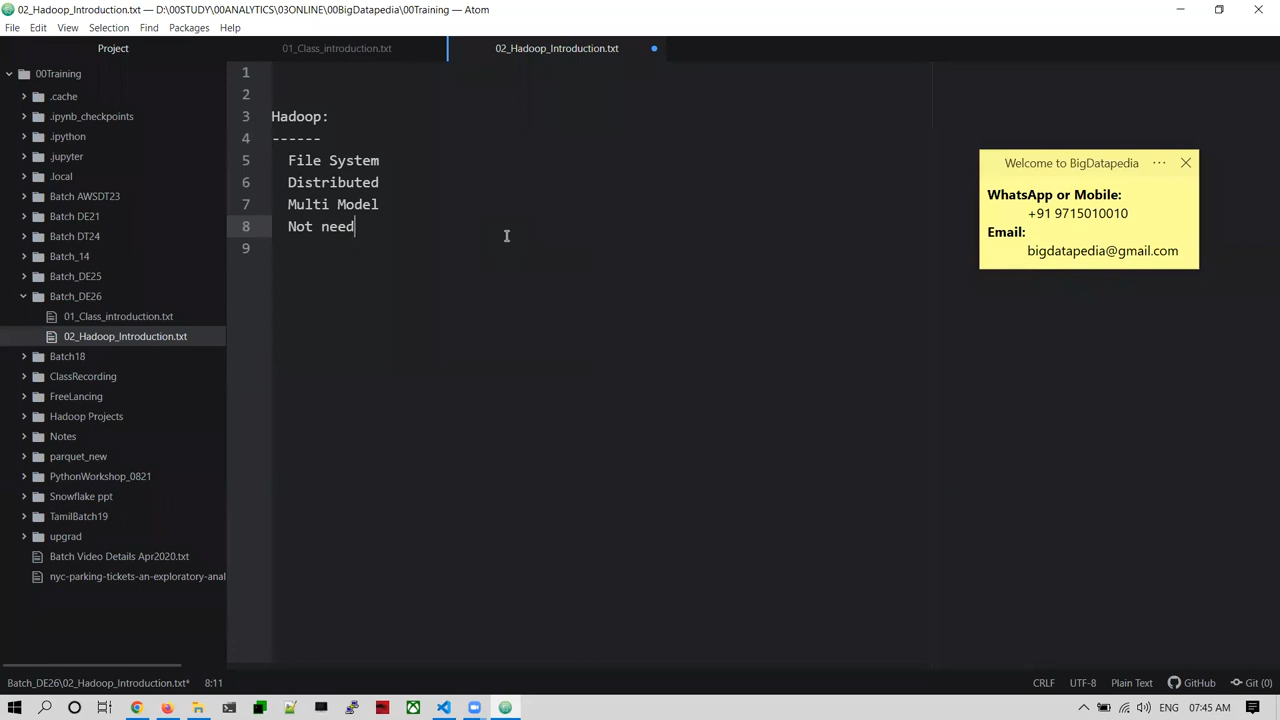 02_Hadoop_Introduction.txt — D:\00STUDY\00ANALYTICS\03ONLINE\00BigDatapedia\00Training — Atom
File Edit View Selection Find Packages Help
Project
01_Class_introduction.txt
02_Hadoop_Introduction.txt
00Training
.cache
.ipynb_checkpoints
.ipython
.jupyter
.local
Batch AWSDT23
Batch DE21
Batch DT24
Batch_14
Batch_DE25
Batch_DE26
01_Class_introduction.txt
02_Hadoop_Introduction.txt
Batch18
ClassRecording
FreeLancing
Hadoop Projects
Notes
parquet_new
PythonWorkshop_0821
Snowflake ppt
TamilBatch19
upgrad
Batch Video Details Apr2020.txt
nyc-parking-tickets-an-exploratory-anal
1
2
3 Hadoop:
4 ------
5 File System
6 Distributed
7 Multi Model
8 Not need
9
Welcome to BigDatapedia ...
WhatsApp or Mobile:
+91 9715010010
Email:
bigdatapedia@gmail.com
Batch_DE26\02_Hadoop_Introduction.txt* 8:11
CRLF UTF-8 Plain Text GitHub Git (0)
ENG 07:45 AM